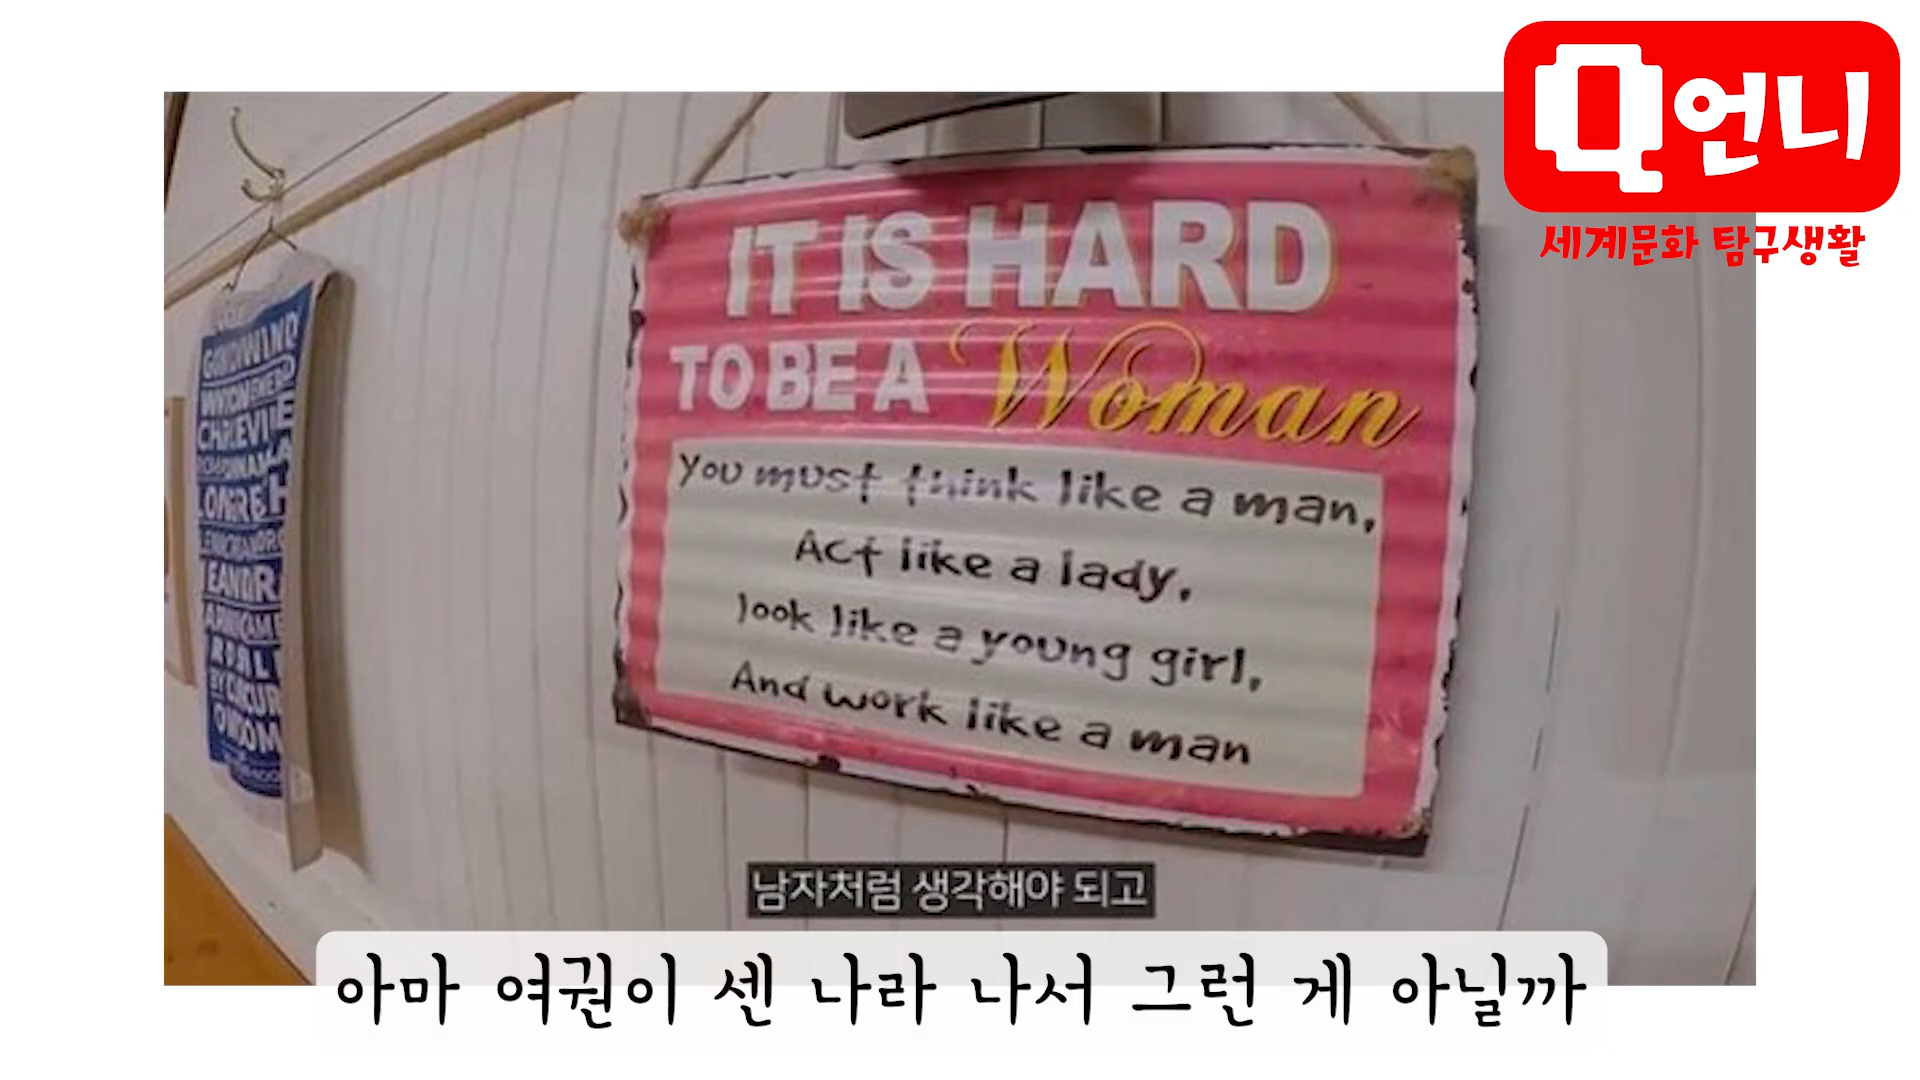 Q언니
세계문화 탐구생활
IT IS HARD
TO BE A Woman
You must think like a man,
Act like a lady,
look like a young girl,
And work like a man
남자처럼 생각해야 되고
아마 여권이 센 나라 나서 그런 게 아닐까